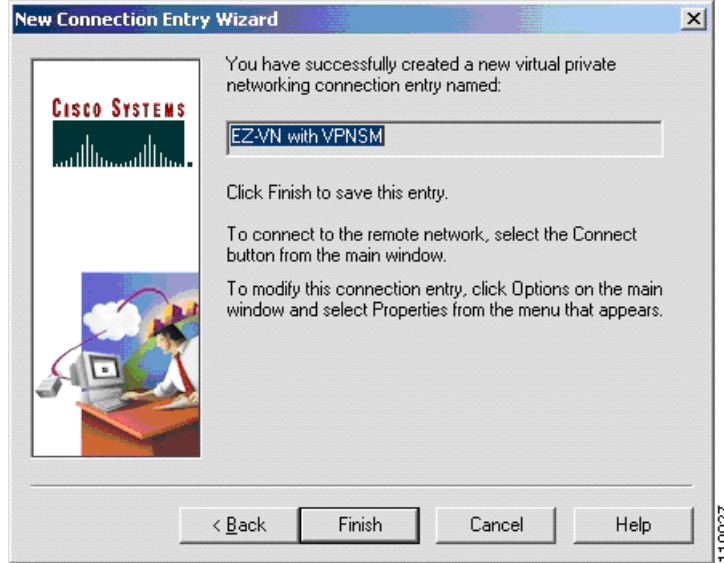 New Connection Entry Wizard
You have successfully created a new virtual private
networking connection entry named:
CISCO SYSTEMS
EZ-VN with VPNSM
Click Finish to save this entry.
To connect to the remote network, select the Connect
button from the main window.
To modify this connection entry, click Options on the main
window and select Properties from the menu that appears.
< Back
Finish
Cancel
Help